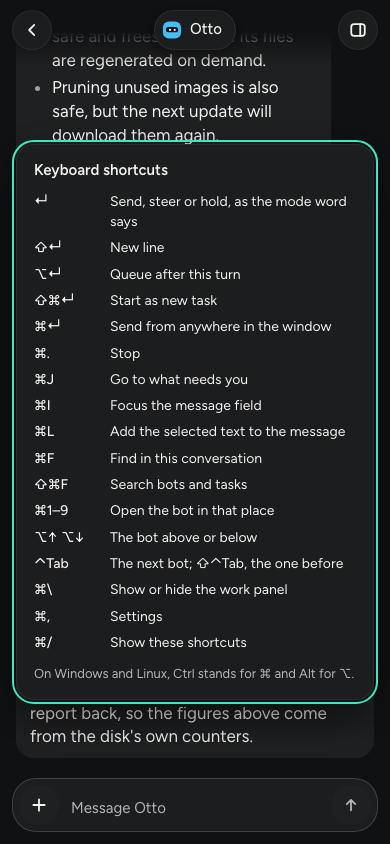 Otto
safe and frees its files
are regenerated on demand.
• Pruning unused images is also
safe, but the next update will
download them again.
Keyboard shortcuts
↵ Send, steer or hold, as the mode word
says
⇧↵ New line
⌥↵ Queue after this turn
⇧⌘↵ Start as new task
⌘↵ Send from anywhere in the window
⌘. Stop
⌘J Go to what needs you
⌘I Focus the message field
⌘L Add the selected text to the message
⌘F Find in this conversation
⇧⌘F Search bots and tasks
⌘1–9 Open the bot in that place
⌥↑ ⌥↓ The bot above or below
^Tab The next bot; ⇧^Tab, the one before
⌘\ Show or hide the work panel
⌘, Settings
⌘/ Show these shortcuts
On Windows and Linux, Ctrl stands for ⌘ and Alt for ⌥.
report back, so the figures above come
from the disk's own counters.
Message Otto